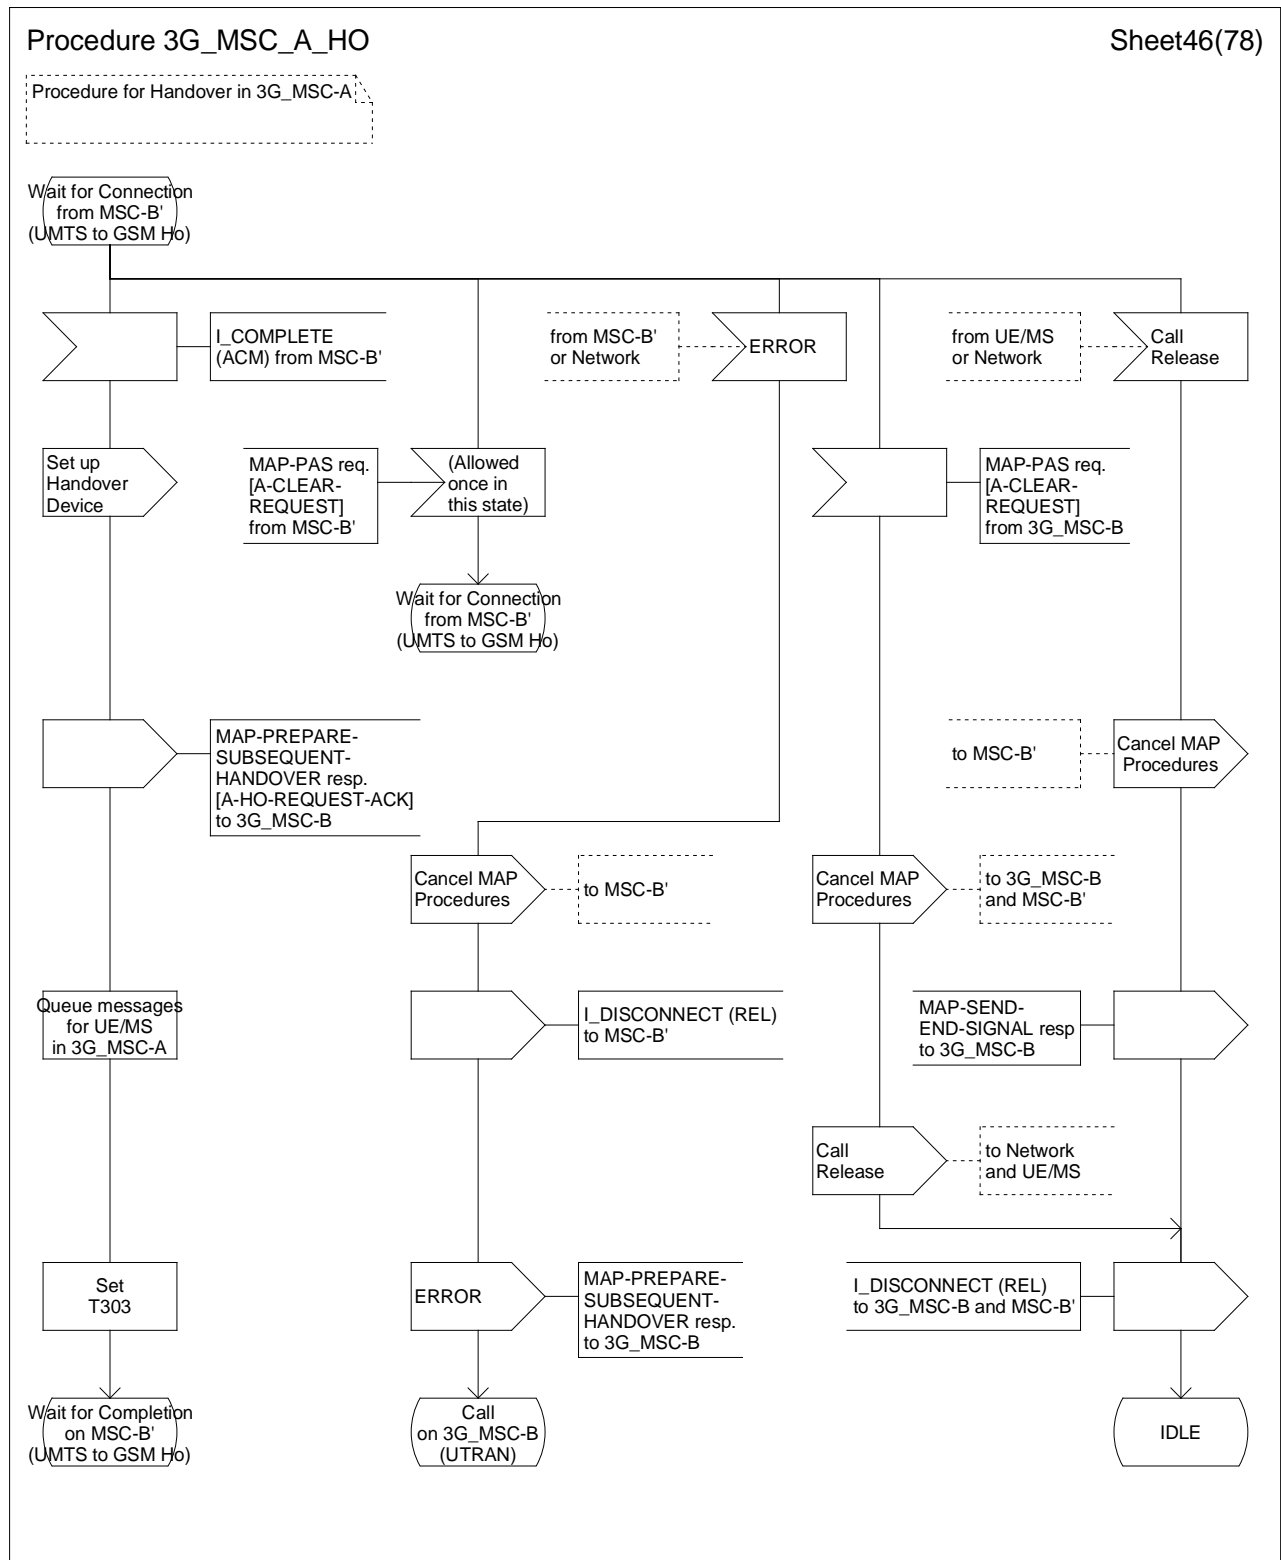 Procedure 3G_MSC_A_HO
Sheet46(78)
Procedure for Handover in 3G_MSC-A
Wait for Connection
from MSC-B'
(UMTS to GSM Ho)
I_COMPLETE
(ACM) from MSC-B'
from MSC-B'
or Network
ERROR
from UE/MS
or Network
Call
Release
Set up
Handover
Device
MAP-PAS req.
[A-CLEAR-
REQUEST]
from MSC-B'
(Allowed
once in
this state)
MAP-PAS req.
[A-CLEAR-
REQUEST]
from 3G_MSC-B
Wait for Connection
from MSC-B'
(UMTS to GSM Ho)
MAP-PREPARE-
SUBSEQUENT-
HANDOVER resp.
[A-HO-REQUEST-ACK]
to 3G_MSC-B
to MSC-B'
Cancel MAP
Procedures
Cancel MAP
Procedures
to MSC-B'
Cancel MAP
Procedures
to 3G_MSC-B
and MSC-B'
Queue messages
for UE/MS
in 3G_MSC-A
I_DISCONNECT (REL)
to MSC-B'
MAP-SEND-
END-SIGNAL resp
to 3G_MSC-B
Call
Release
to Network
and UE/MS
Set
T303
ERROR
MAP-PREPARE-
SUBSEQUENT-
HANDOVER resp.
to 3G_MSC-B
I_DISCONNECT (REL)
to 3G_MSC-B and MSC-B'
Wait for Completion
on MSC-B'
(UMTS to GSM Ho)
Call
on 3G_MSC-B
(UTRAN)
IDLE